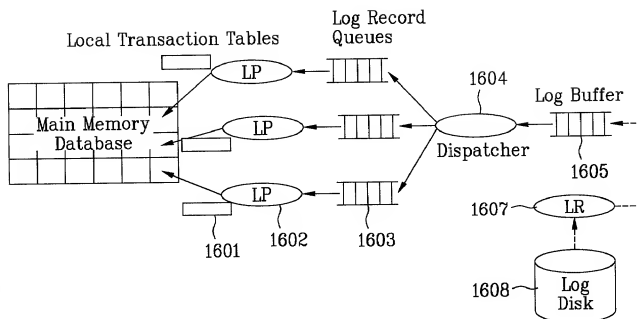 Local Transaction Tables
Log Record
Queues
LP
1604
Log Buffer
Main Memory
Database
LP
Dispatcher
1605
LP
1607
LR
1601
1602
1603
1608
Log
Disk